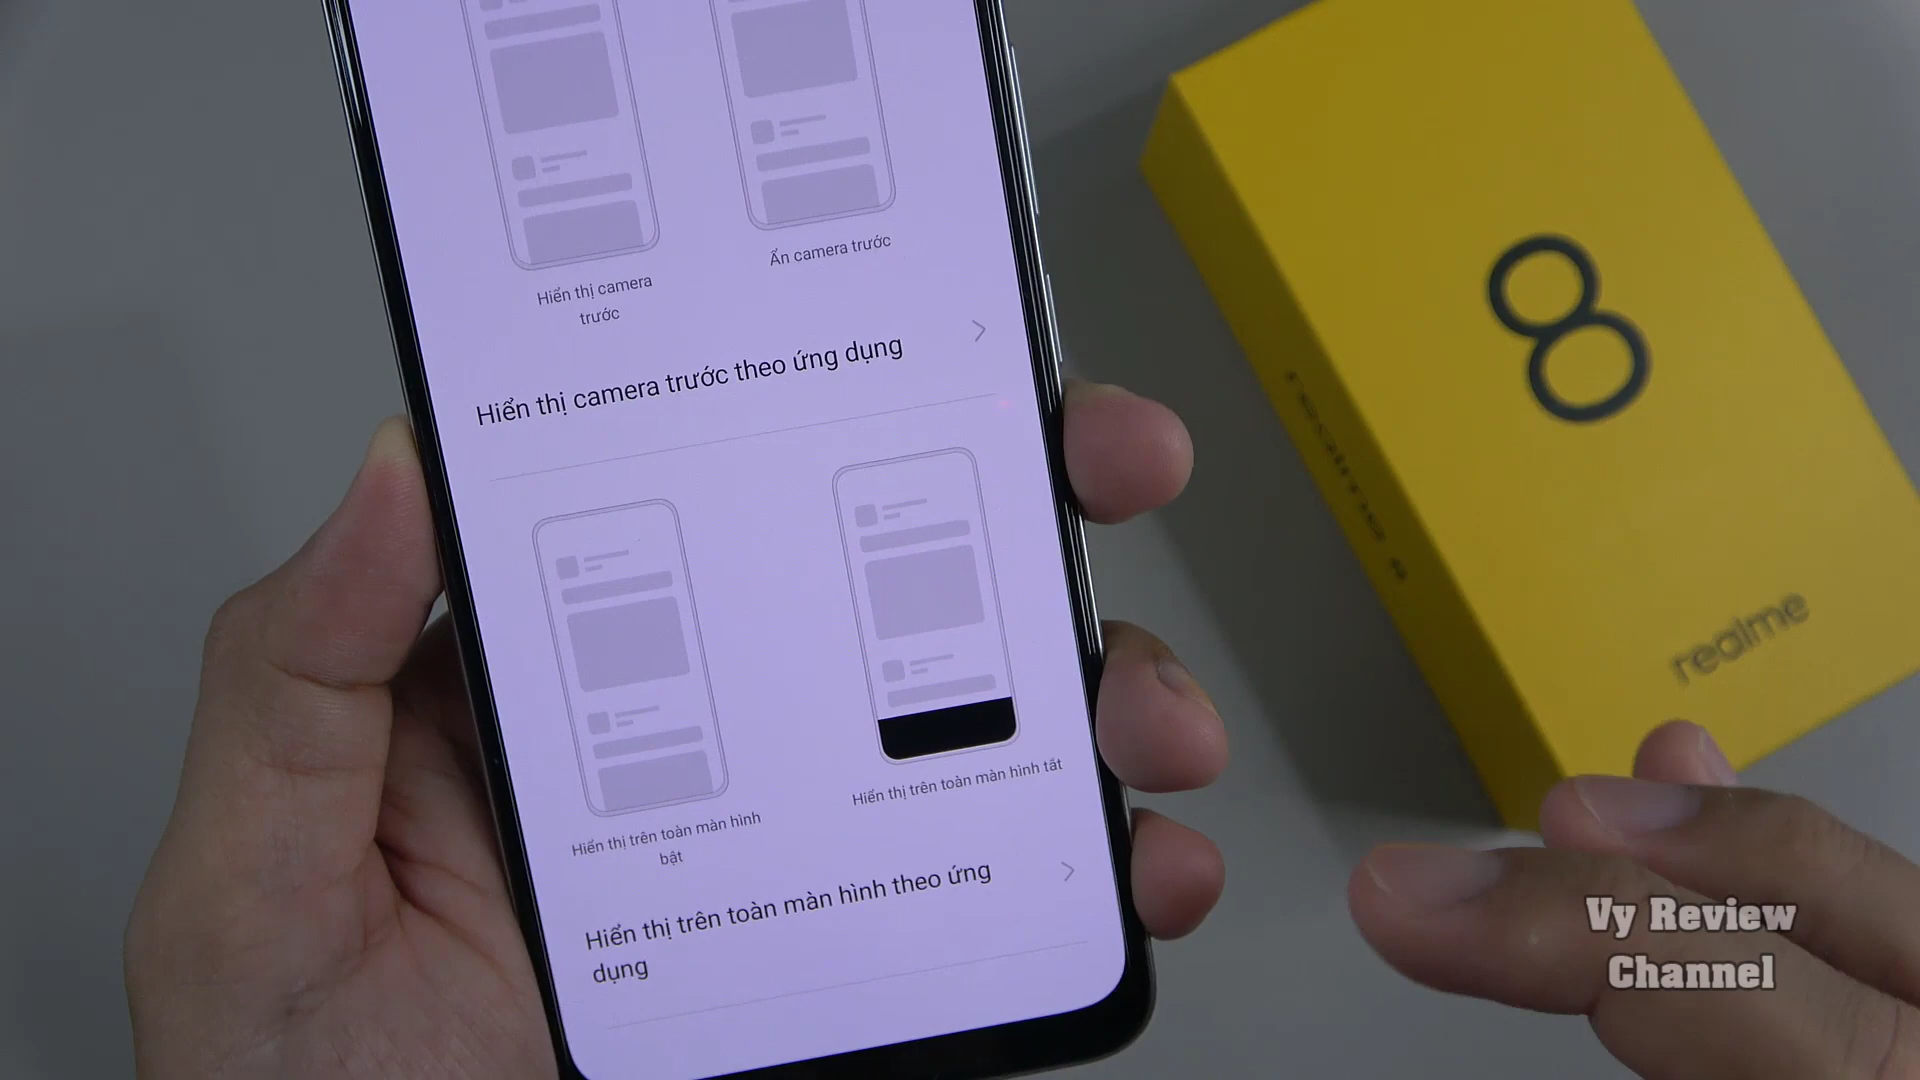 Hiển thị camera
trước
Ẩn camera trước
Hiển thị camera trước theo ứng dụng
Hiển thị trên toàn màn hình
bật
Hiển thị trên toàn màn hình tắt
Hiển thị trên toàn màn hình theo ứng
dụng
8
realme 8
realme
Vy Review
Channel